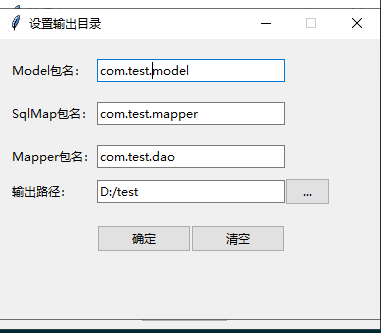 设置输出目录
Model包名： com.test.model
SqlMap包名： com.test.mapper
Mapper包名： com.test.dao
输出路径： D:/test ...
确定 清空